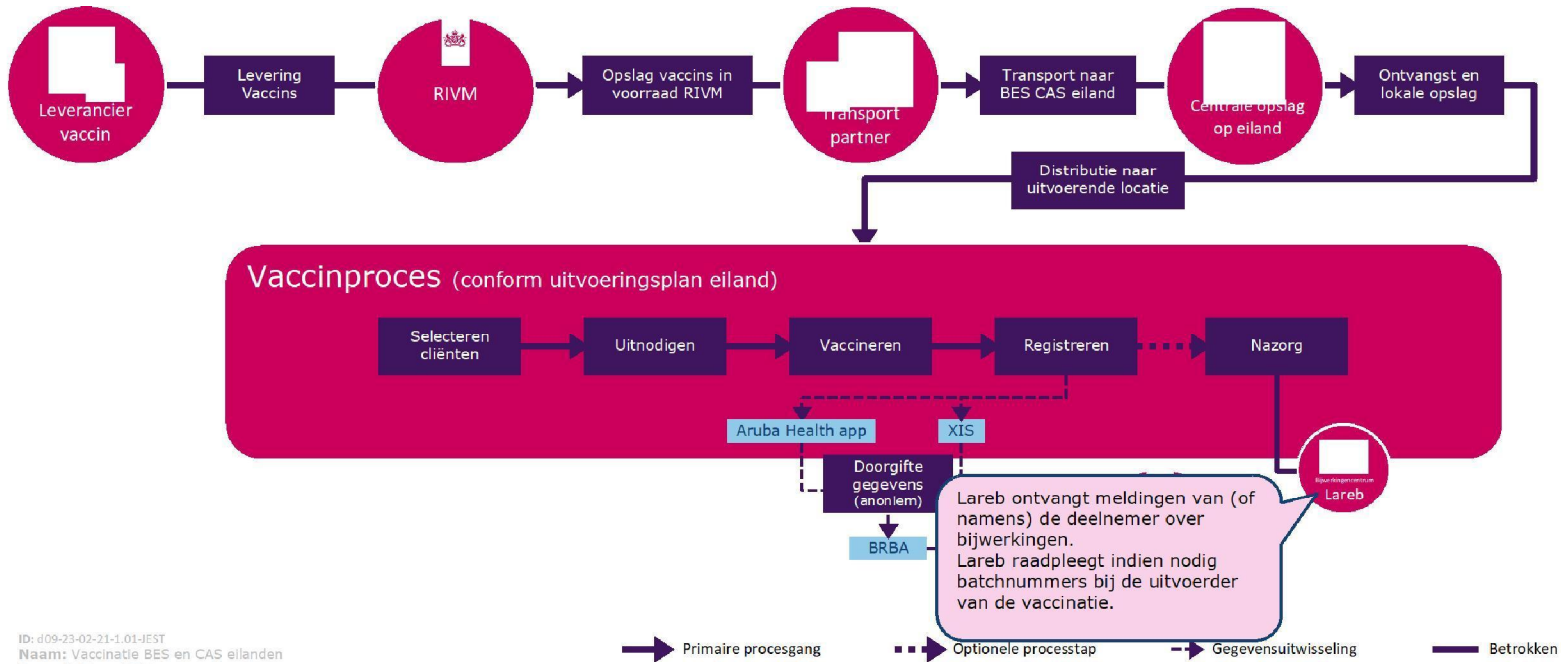 Leverancier
vaccin
Levering
Vaccins
RIVM
Opslag vaccins in
voorraad RIVM
Transport
partner
Transport naar
BES CAS eiland
Centrale opslag
op eiland
Ontvangst en
lokale opslag
Distributie naar
uitvoerende locatie
Vaccinproces (conform uitvoeringsplan eiland)
Selecteren
cliënten
Uitnodigen
Vaccineren
Registreren
Nazorg
Aruba Health app
XIS
Doorgifte
gegevens
(anoniem)
BRBA
Bijwerkingencentrum
Lareb
Lareb ontvangt meldingen van (of
namens) de deelnemer over
bijwerkingen.
Lareb raadpleegt indien nodig
batchnummers bij de uitvoerder
van de vaccinatie.
ID: d09-23-02-21-1.01-JEST
Naam: Vaccinatie BES en CAS eilanden
Primaire procesgang
Optionele processtap
Gegevensuitwisseling
Betrokken